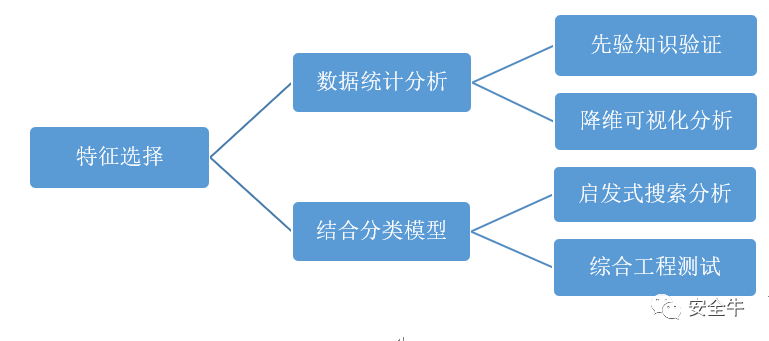 特征选择
数据统计分析
先验知识验证
降维可视化分析
结合分类模型
启发式搜索分析
综合工程测试
安全牛